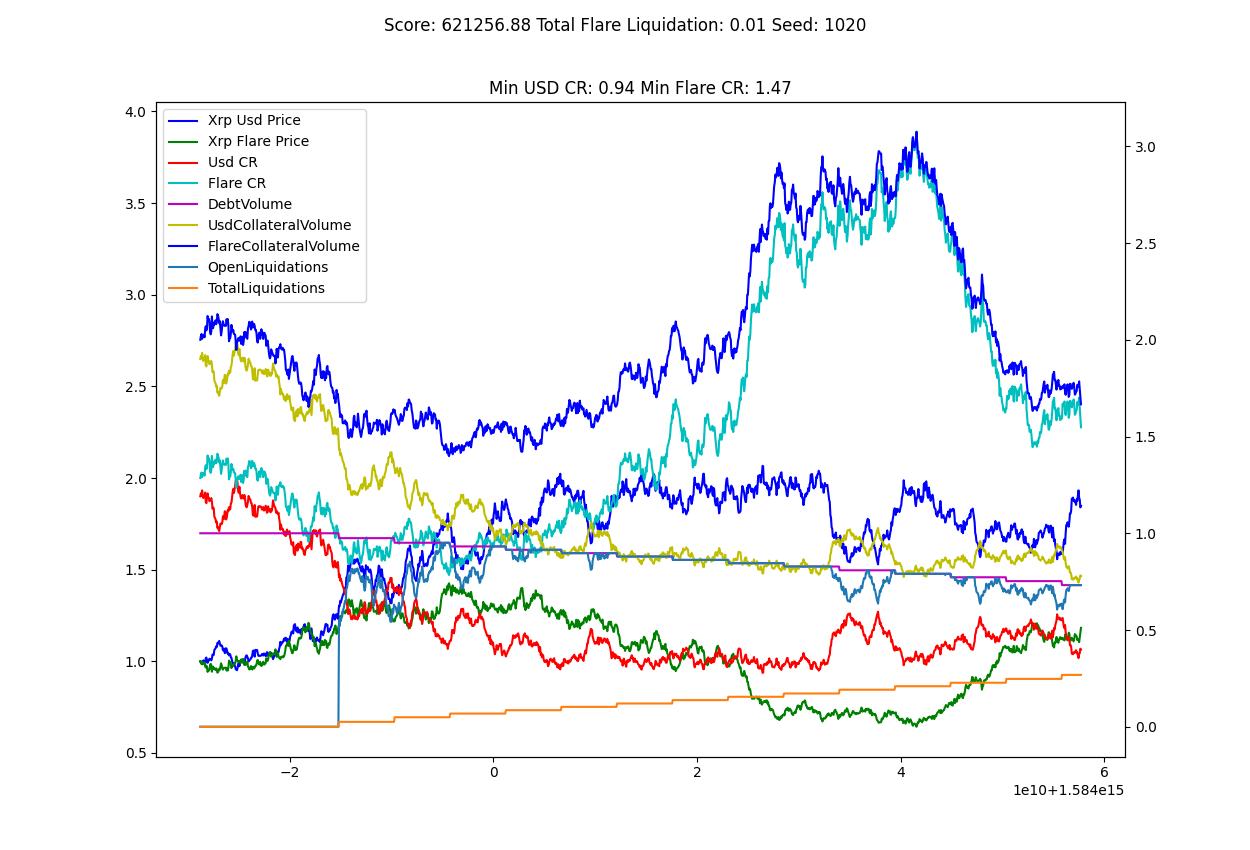 Score: 621256.88 Total Flare Liquidation: 0.01 Seed: 1020
Min USD CR: 0.94 Min Flare CR: 1.47
Xrp Usd Price
Xrp Flare Price
Usd CR
Flare CR
DebtVolume
UsdCollateralVolume
FlareCollateralVolume
OpenLiquidations
TotalLiquidations
4.0
3.5
3.0
2.5
2.0
1.5
1.0
0.5
3.0
2.5
2.0
1.5
1.0
0.5
0.0
−2 0 2 4 6
1e10+1.584e15